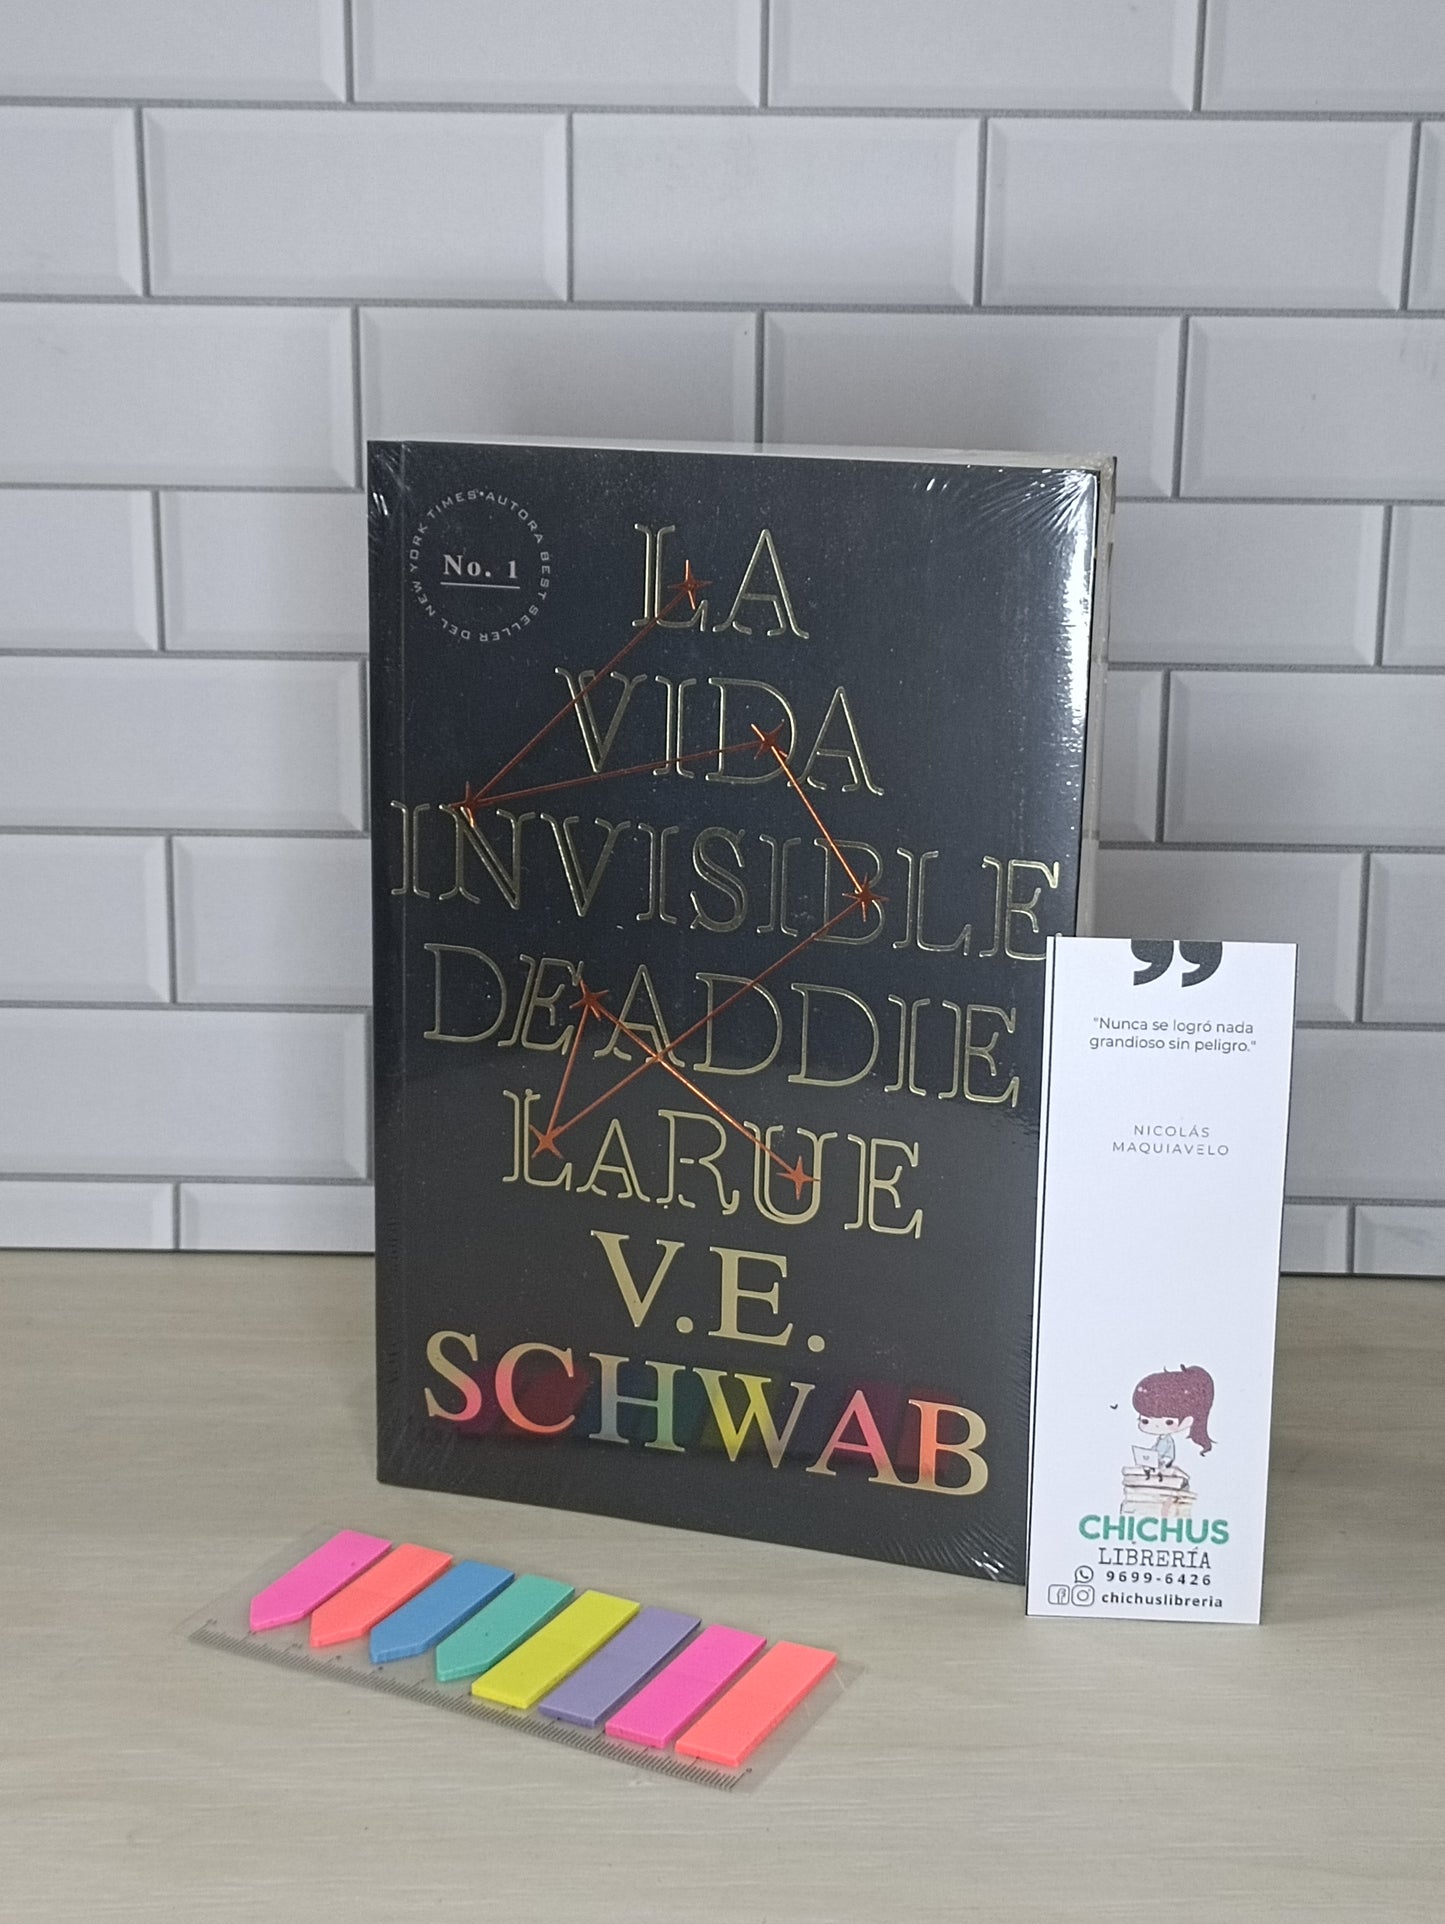 AUTORA BEST SELLER DEL NEW YORK TIMES
No. 1
LA
VIDA
INVISIBLE
DE ADDIE
LARUE
V.E.
SCHWAB
"Nunca se logró nada
grandioso sin peligro."
NICOLÁS
MAQUIAVELO
CHICHUS
LIBRERÍA
9699-6426
chichuslibreria